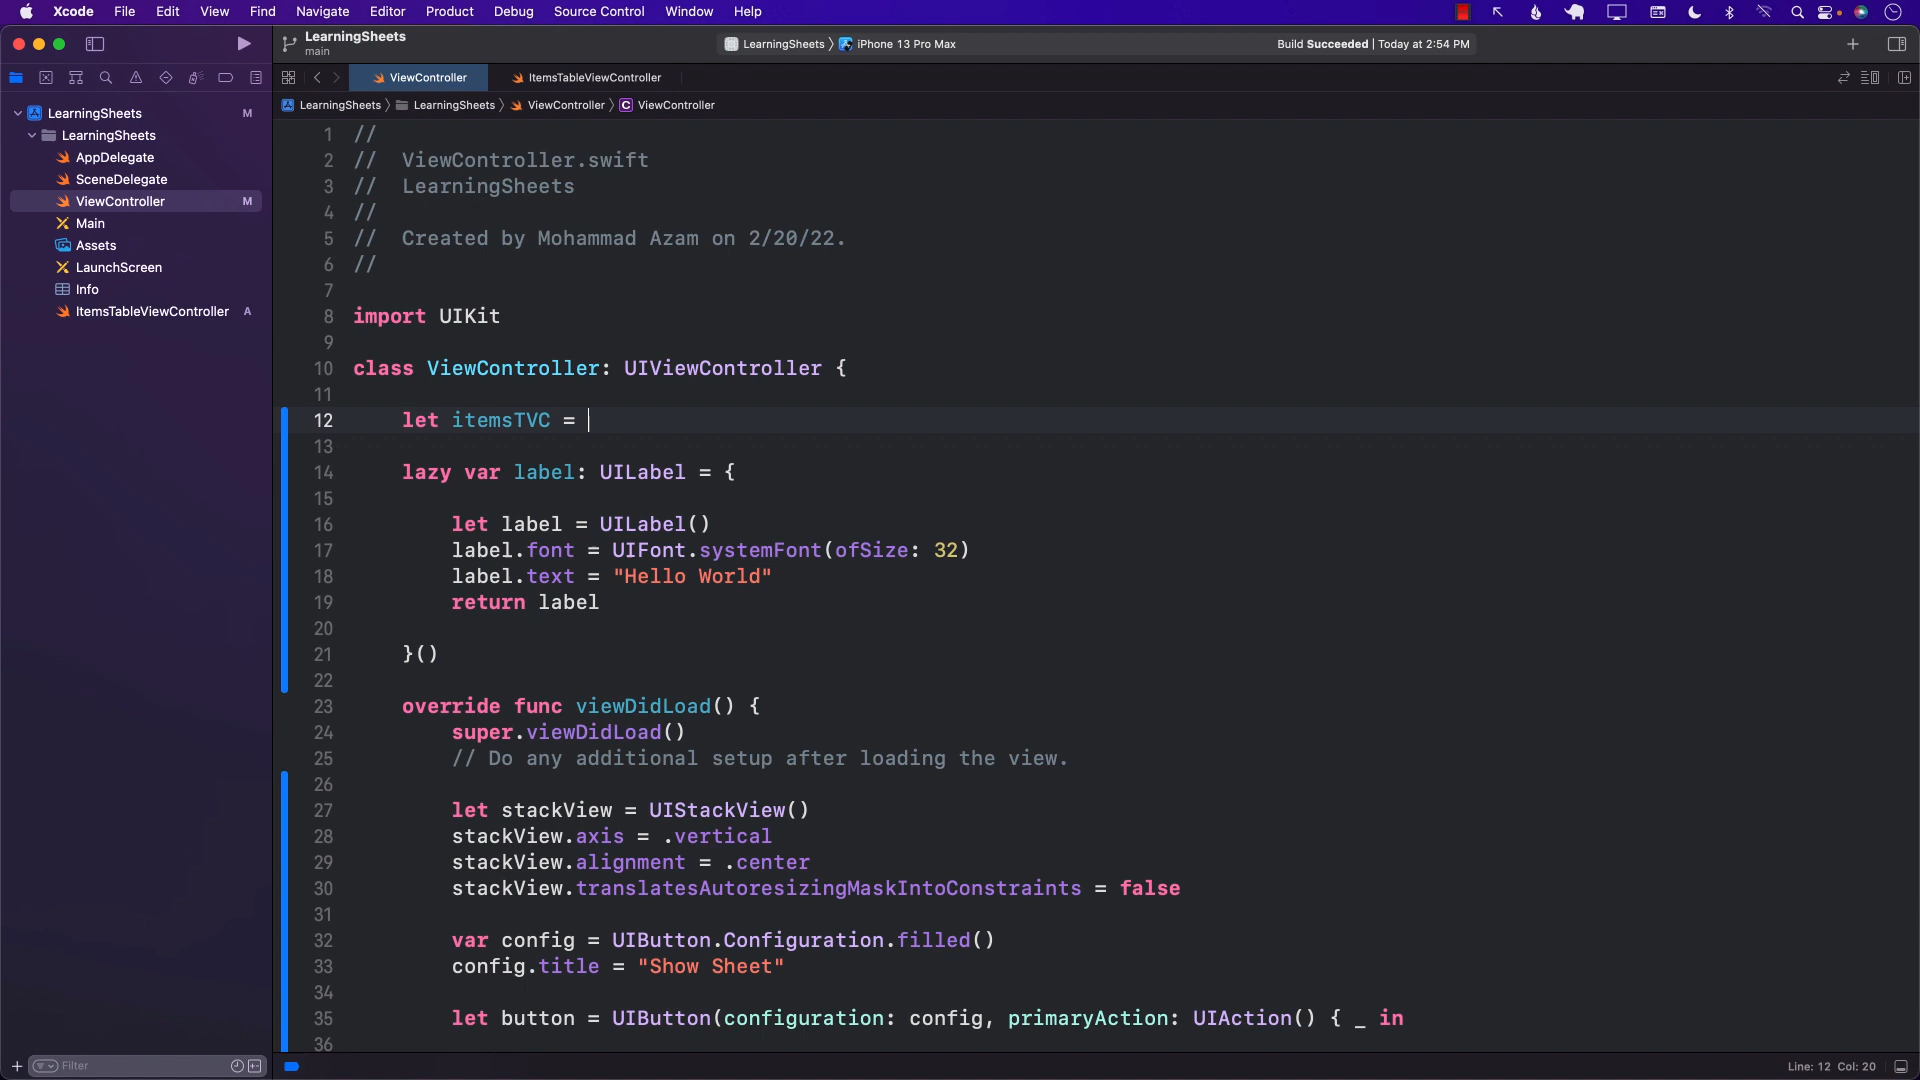 Xcode File Edit View Find Navigate Editor Product Debug Source Control Window Help
LearningSheets
main
LearningSheets iPhone 13 Pro Max
Build Succeeded | Today at 2:54 PM
ViewController
ItemsTableViewController
LearningSheets LearningSheets ViewController C ViewController
LearningSheets M
LearningSheets
AppDelegate
SceneDelegate
ViewController M
Main
Assets
LaunchScreen
Info
ItemsTableViewController A
Filter
1 //
2 //  ViewController.swift
3 //  LearningSheets
4 //
5 //  Created by Mohammad Azam on 2/20/22.
6 //
7
8 import UIKit
9
10 class ViewController: UIViewController {
11
12     let itemsTVC =
13
14     lazy var label: UILabel = {
15
16         let label = UILabel()
17         label.font = UIFont.systemFont(ofSize: 32)
18         label.text = "Hello World"
19         return label
20
21     }()
22
23     override func viewDidLoad() {
24         super.viewDidLoad()
25         // Do any additional setup after loading the view.
26
27         let stackView = UIStackView()
28         stackView.axis = .vertical
29         stackView.alignment = .center
30         stackView.translatesAutoresizingMaskIntoConstraints = false
31
32         var config = UIButton.Configuration.filled()
33         config.title = "Show Sheet"
34
35         let button = UIButton(configuration: config, primaryAction: UIAction() { _ in
36
Line: 12 Col: 20